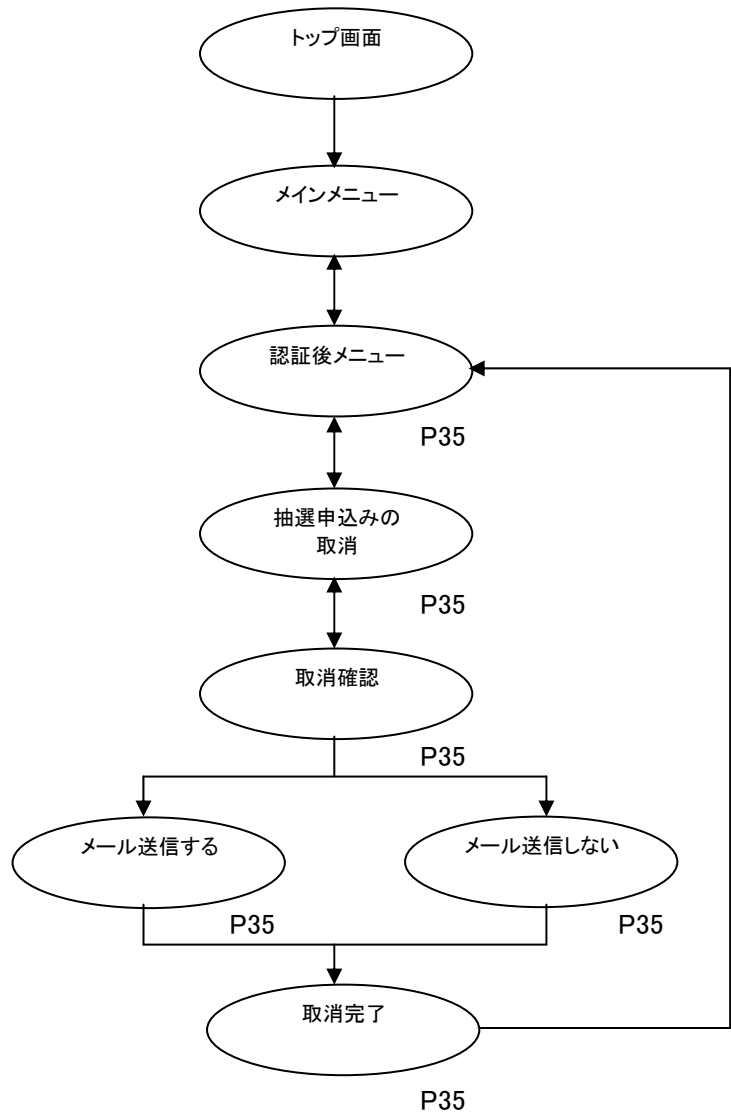 トップ画面
メインメニュー
認証後メニュー
P35
抽選申込みの
取消
P35
取消確認
P35
メール送信する
メール送信しない
P35
P35
取消完了
P35